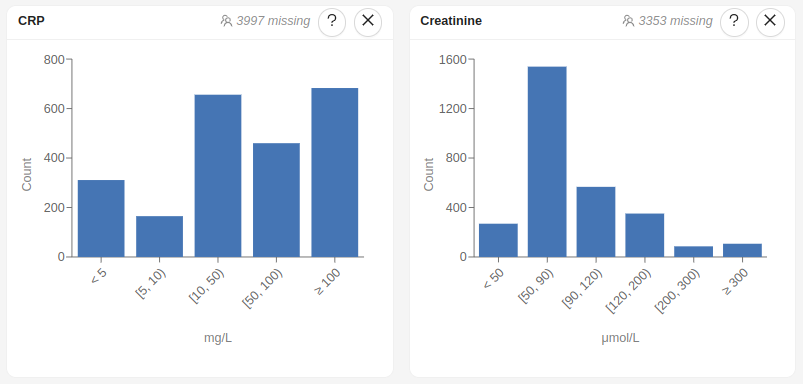 CRP
3997 missing
?
Creatinine
3353 missing
?
800
600
400
200
0
Count
< 5
[5, 10)
[10, 50)
[50, 100)
≥ 100
mg/L
1600
1200
800
400
0
Count
< 50
[50, 90)
[90, 120)
[120, 200)
[200, 300)
≥ 300
μmol/L